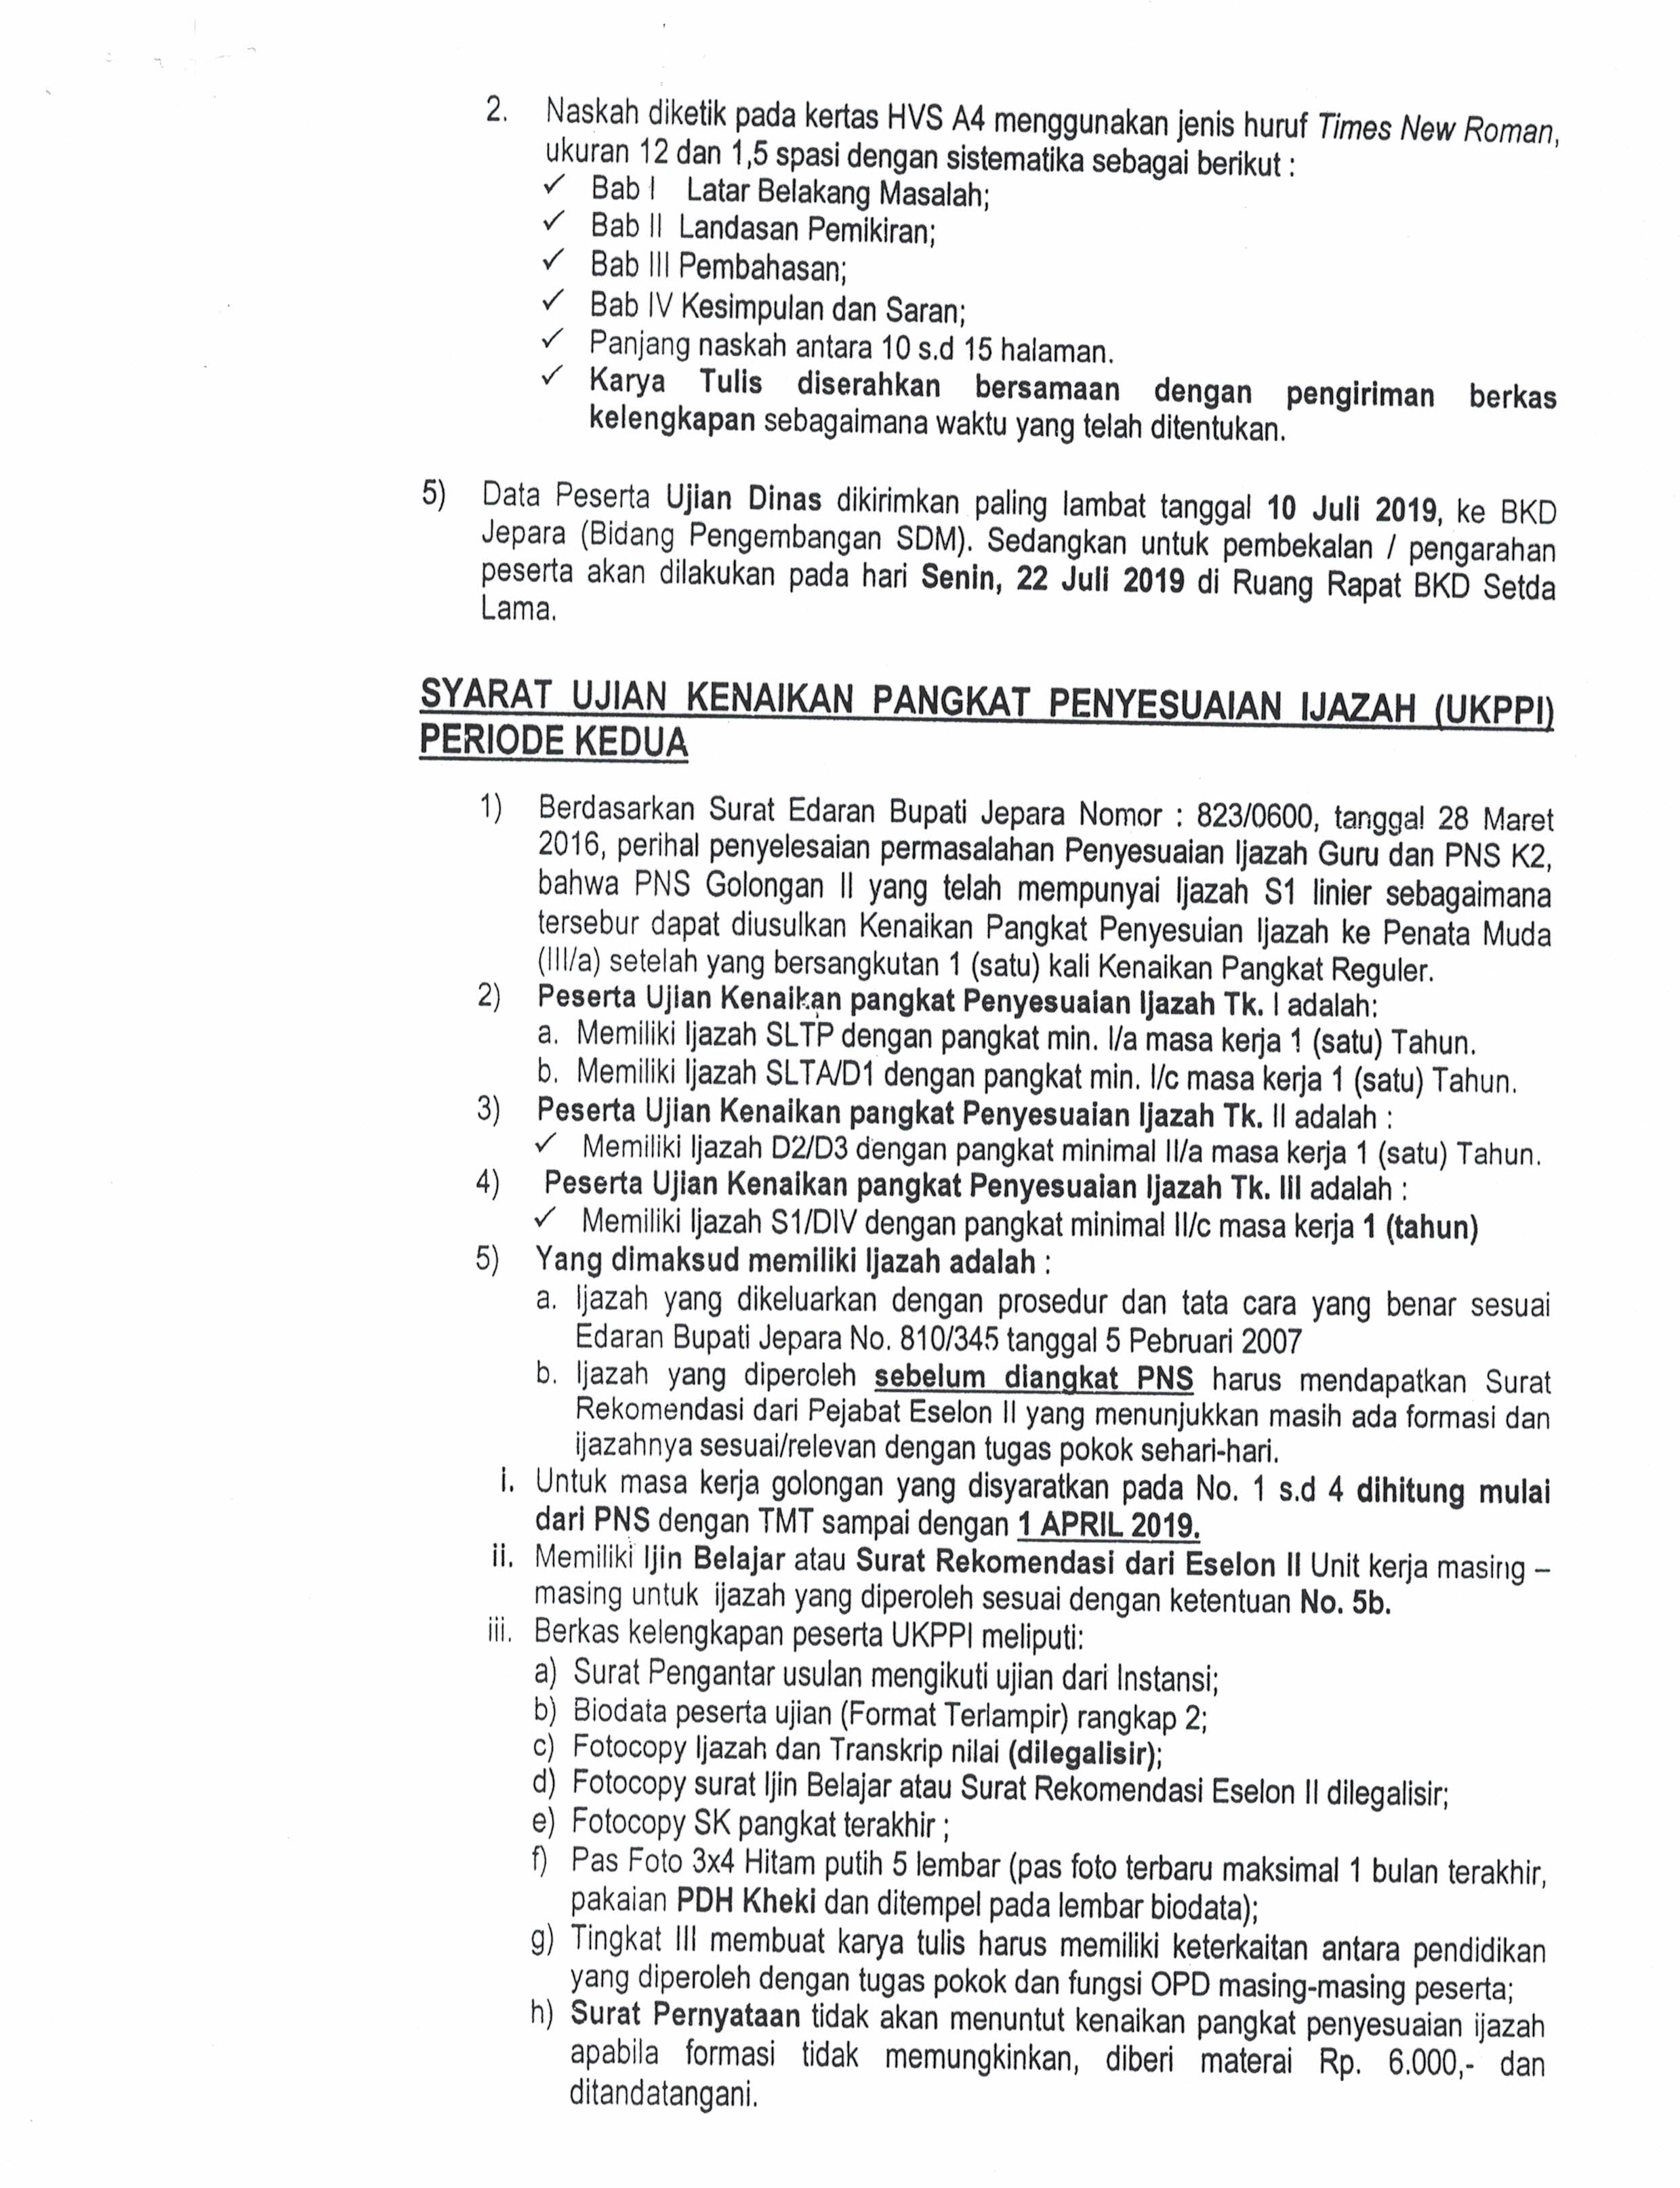 2. Naskah diketik pada kertas HVS A4 menggunakan jenis huruf Times New Roman,
ukuran 12 dan 1,5 spasi dengan sistematika sebagai berikut :
✓ Bab I Latar Belakang Masalah;
✓ Bab II Landasan Pemikiran;
✓ Bab III Pembahasan;
✓ Bab IV Kesimpulan dan Saran;
✓ Panjang naskah antara 10 s.d 15 halaman.
✓ Karya Tulis diserahkan bersamaan dengan pengiriman berkas
kelengkapan sebagaimana waktu yang telah ditentukan.
5) Data Peserta Ujian Dinas dikirimkan paling lambat tanggal 10 Juli 2019, ke BKD
Jepara (Bidang Pengembangan SDM). Sedangkan untuk pembekalan / pengarahan
peserta akan dilakukan pada hari Senin, 22 Juli 2019 di Ruang Rapat BKD Setda
Lama.
SYARAT UJIAN KENAIKAN PANGKAT PENYESUAIAN IJAZAH (UKPPI)
PERIODE KEDUA
1) Berdasarkan Surat Edaran Bupati Jepara Nomor : 823/0600, tanggal 28 Maret
2016, perihal penyelesaian permasalahan Penyesuaian Ijazah Guru dan PNS K2,
bahwa PNS Golongan II yang telah mempunyai Ijazah S1 linier sebagaimana
tersebur dapat diusulkan Kenaikan Pangkat Penyesuian Ijazah ke Penata Muda
(III/a) setelah yang bersangkutan 1 (satu) kali Kenaikan Pangkat Reguler.
2) Peserta Ujian Kenaikan pangkat Penyesuaian Ijazah Tk. I adalah:
a. Memiliki Ijazah SLTP dengan pangkat min. I/a masa kerja 1 (satu) Tahun.
b. Memiliki Ijazah SLTA/D1 dengan pangkat min. I/c masa kerja 1 (satu) Tahun.
3) Peserta Ujian Kenaikan pangkat Penyesuaian Ijazah Tk. II adalah :
✓ Memiliki Ijazah D2/D3 dengan pangkat minimal II/a masa kerja 1 (satu) Tahun.
4) Peserta Ujian Kenaikan pangkat Penyesuaian Ijazah Tk. III adalah :
✓ Memiliki Ijazah S1/DIV dengan pangkat minimal II/c masa kerja 1 (tahun)
5) Yang dimaksud memiliki Ijazah adalah :
a. Ijazah yang dikeluarkan dengan prosedur dan tata cara yang benar sesuai
Edaran Bupati Jepara No. 810/345 tanggal 5 Pebruari 2007
b. Ijazah yang diperoleh sebelum diangkat PNS harus mendapatkan Surat
Rekomendasi dari Pejabat Eselon II yang menunjukkan masih ada formasi dan
ijazahnya sesuai/relevan dengan tugas pokok sehari-hari.
i. Untuk masa kerja golongan yang disyaratkan pada No. 1 s.d 4 dihitung mulai
dari PNS dengan TMT sampai dengan 1 APRIL 2019.
ii. Memiliki Ijin Belajar atau Surat Rekomendasi dari Eselon II Unit kerja masing –
masing untuk ijazah yang diperoleh sesuai dengan ketentuan No. 5b.
iii. Berkas kelengkapan peserta UKPPI meliputi:
a) Surat Pengantar usulan mengikuti ujian dari Instansi;
b) Biodata peserta ujian (Format Terlampir) rangkap 2;
c) Fotocopy Ijazah dan Transkrip nilai (dilegalisir);
d) Fotocopy surat Ijin Belajar atau Surat Rekomendasi Eselon II dilegalisir;
e) Fotocopy SK pangkat terakhir ;
f) Pas Foto 3x4 Hitam putih 5 lembar (pas foto terbaru maksimal 1 bulan terakhir,
pakaian PDH Kheki dan ditempel pada lembar biodata);
g) Tingkat III membuat karya tulis harus memiliki keterkaitan antara pendidikan
yang diperoleh dengan tugas pokok dan fungsi OPD masing-masing peserta;
h) Surat Pernyataan tidak akan menuntut kenaikan pangkat penyesuaian ijazah
apabila formasi tidak memungkinkan, diberi materai Rp. 6.000,- dan
ditandatangani.